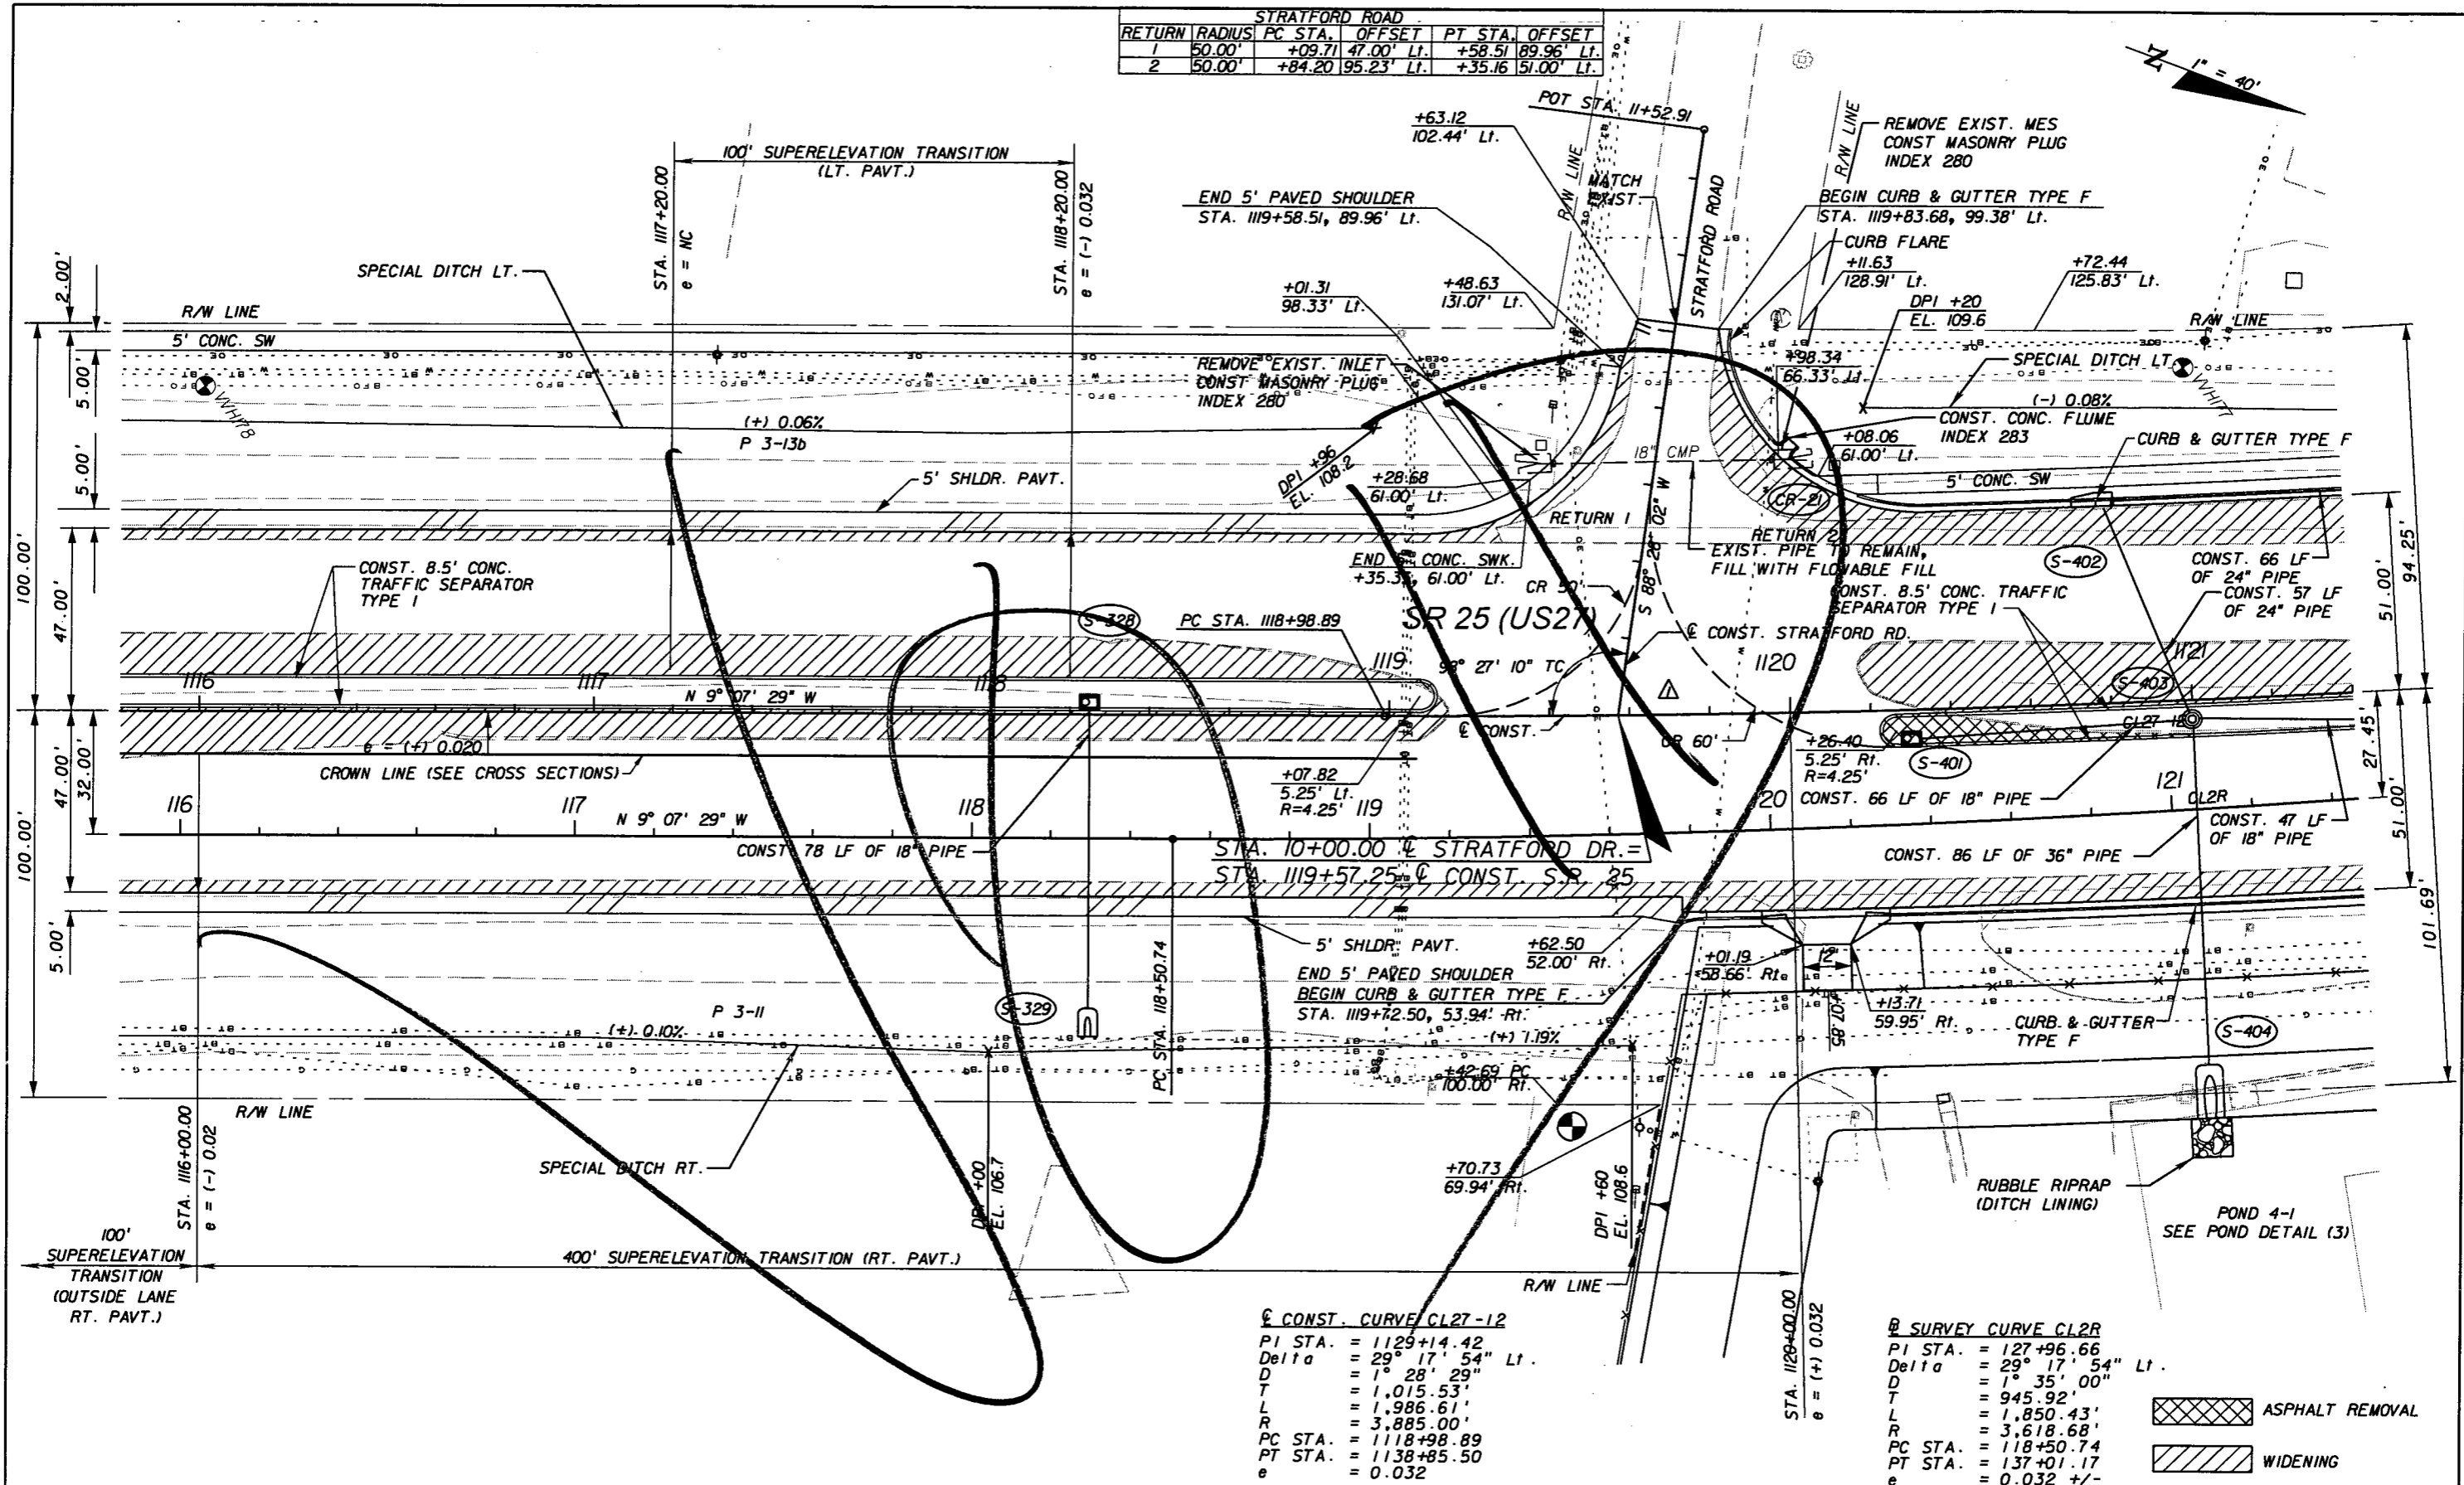 STRATFORD ROAD
RETURN RADIUS PC STA. OFFSET PT STA. OFFSET
1 50.00' +09.71 47.00' Lt. +58.51 89.96' Lt.
2 50.00' +84.20 95.23' Lt. +35.16 51.00' Lt.
N
1" = 40'
POT STA. 11+52.91
+63.12
102.44' Lt.
R/W LINE
MATCH
EXIST.
STRATFORD ROAD
R/W LINE
REMOVE EXIST. MES
CONST MASONRY PLUG
INDEX 280
100' SUPERELEVATION TRANSITION
(LT. PAVT.)
STA. 1117+20.00
e = NC
STA. 1118+20.00
e = (-) 0.032
END 5' PAVED SHOULDER
STA. 1119+58.51, 89.96' Lt.
BEGIN CURB & GUTTER TYPE F
STA. 1119+83.68, 99.38' Lt.
CURB FLARE
+11.63
128.91' Lt.
+72.44
125.83' Lt.
DPI +20
EL. 109.6
SPECIAL DITCH LT.
+01.31
98.33' Lt.
+48.63
131.07' Lt.
2.00'
R/W LINE
5' CONC. SW
R/W LINE
SPECIAL DITCH LT.
5.00'
REMOVE EXIST. INLET
CONST MASONRY PLUG
INDEX 280
+98.34
66.33' Lt.
VVH178
VVH177
(-) 0.08%
CONST. CONC. FLUME
INDEX 283
(+) 0.06%
P 3-13b
DPI +96
EL. 108.2
18" CMP
+08.06
61.00' Lt.
CURB & GUTTER TYPE F
5.00'
5' SHLDR. PAVT.
+28.68
61.00' Lt.
CR-21
5' CONC. SW
RETURN 1
RETURN 2
EXIST. PIPE TO REMAIN,
FILL WITH FLOWABLE FILL
S-402
CONST. 66 LF
OF 24" PIPE
CONST. 57 LF
OF 24" PIPE
100.00'
47.00'
CONST. 8.5' CONC.
TRAFFIC SEPARATOR
TYPE I
END 5' CONC. SWK.
61.00' Lt.
CR 50'
S 88° 28' 02" W
CONST. 8.5' CONC. TRAFFIC
SEPARATOR TYPE I
51.00'
94.25'
S-328
PC STA. 1118+98.89
SR 25 (US27)
℄ CONST. STRATFORD RD.
1116
1117
1118
1119
98° 27' 10" TC
1120
1121
S-403
N 9° 07' 29" W
℄ CONST.
CL27-12
e = (+) 0.020
CROWN LINE (SEE CROSS SECTIONS)
CR 60'
+26.40
5.25' Rt.
R=4.25'
S-401
27.45'
47.00'
32.00'
+07.82
5.25' Lt.
R=4.25'
116
117
118
119
120
121
CONST. 66 LF OF 18" PIPE
CL2R
N 9° 07' 29" W
CONST. 47 LF
OF 18" PIPE
51.00'
CONST. 78 LF OF 18" PIPE
STA. 10+00.00 ℄ STRATFORD DR.=
STA. 1119+57.25 ℄ CONST. S.R. 25
CONST. 86 LF OF 36" PIPE
100.00'
101.69'
5.00'
5' SHLDR. PAVT.
+62.50
52.00' Rt.
+01.19
58.66' Rt.
12'
END 5' PAVED SHOULDER
BEGIN CURB & GUTTER TYPE F
STA. 1119+72.50, 53.94' Rt.
PC STA. 118+50.74
S-329
P 3-11
(+) 0.10%
(+) 1.19%
+07.85
+13.71
59.95' Rt.
CURB & GUTTER
TYPE F
S-404
+42.69 PC
100.00' Rt.
R/W LINE
STA. 1116+00.00
e = (-) 0.02
SPECIAL DITCH RT.
DPI +00
EL. 106.7
+70.73
69.94' Rt.
DPI +60
EL. 108.6
RUBBLE RIPRAP
(DITCH LINING)
POND 4-1
SEE POND DETAIL (3)
100'
SUPERELEVATION
TRANSITION
(OUTSIDE LANE
RT. PAVT.)
400' SUPERELEVATION TRANSITION (RT. PAVT.)
R/W LINE
STA. 1120+00.00
e = (+) 0.032
℄ CONST. CURVE CL27-12
PI STA. = 1129+14.42
Delta = 29° 17' 54" Lt.
D = 1° 28' 29"
T = 1,015.53'
L = 1,986.61'
R = 3,885.00'
PC STA. = 1118+98.89
PT STA. = 1138+85.50
e = 0.032
B SURVEY CURVE CL2R
PI STA. = 127+96.66
Delta = 29° 17' 54" Lt.
D = 1° 35' 00"
T = 945.92'
L = 1,850.43'
R = 3,618.68'
PC STA. = 118+50.74
PT STA. = 137+01.17
e = 0.032 +/-
ASPHALT REMOVAL
WIDENING